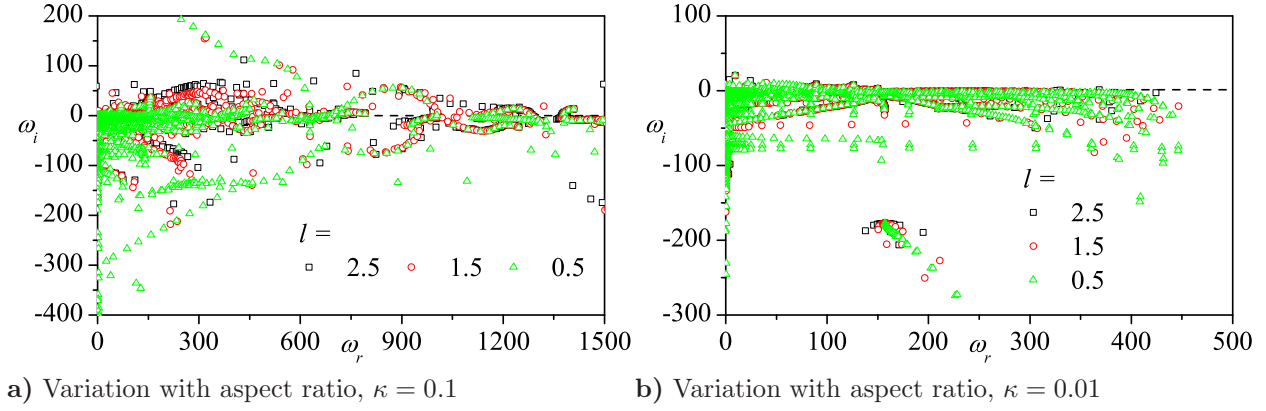 200
100
0
-100
-200
-300
-400
ω_i
l =
2.5 1.5 0.5
0 300 600 900 1200 1500
ω_r
100
0
-100
-200
-300
ω_i
l =
2.5
1.5
0.5
0 100 200 300 400 500
ω_r
a) Variation with aspect ratio, κ = 0.1
b) Variation with aspect ratio, κ = 0.01